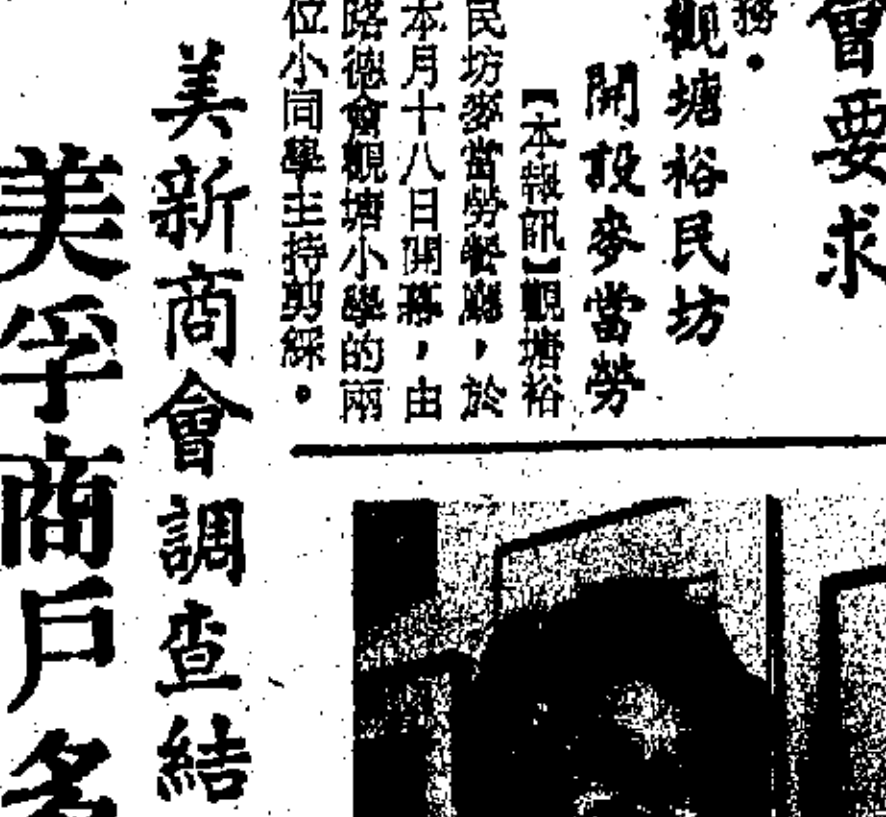 會要求
務。
觀塘裕民坊
開設麥當勞
【本報訊】觀塘裕
民坊麥當勞餐廳，於
本月十八日開幕，由
路德會觀塘小學的兩
位小同學主持剪綵。
美新商會調查結
美孚商戶多